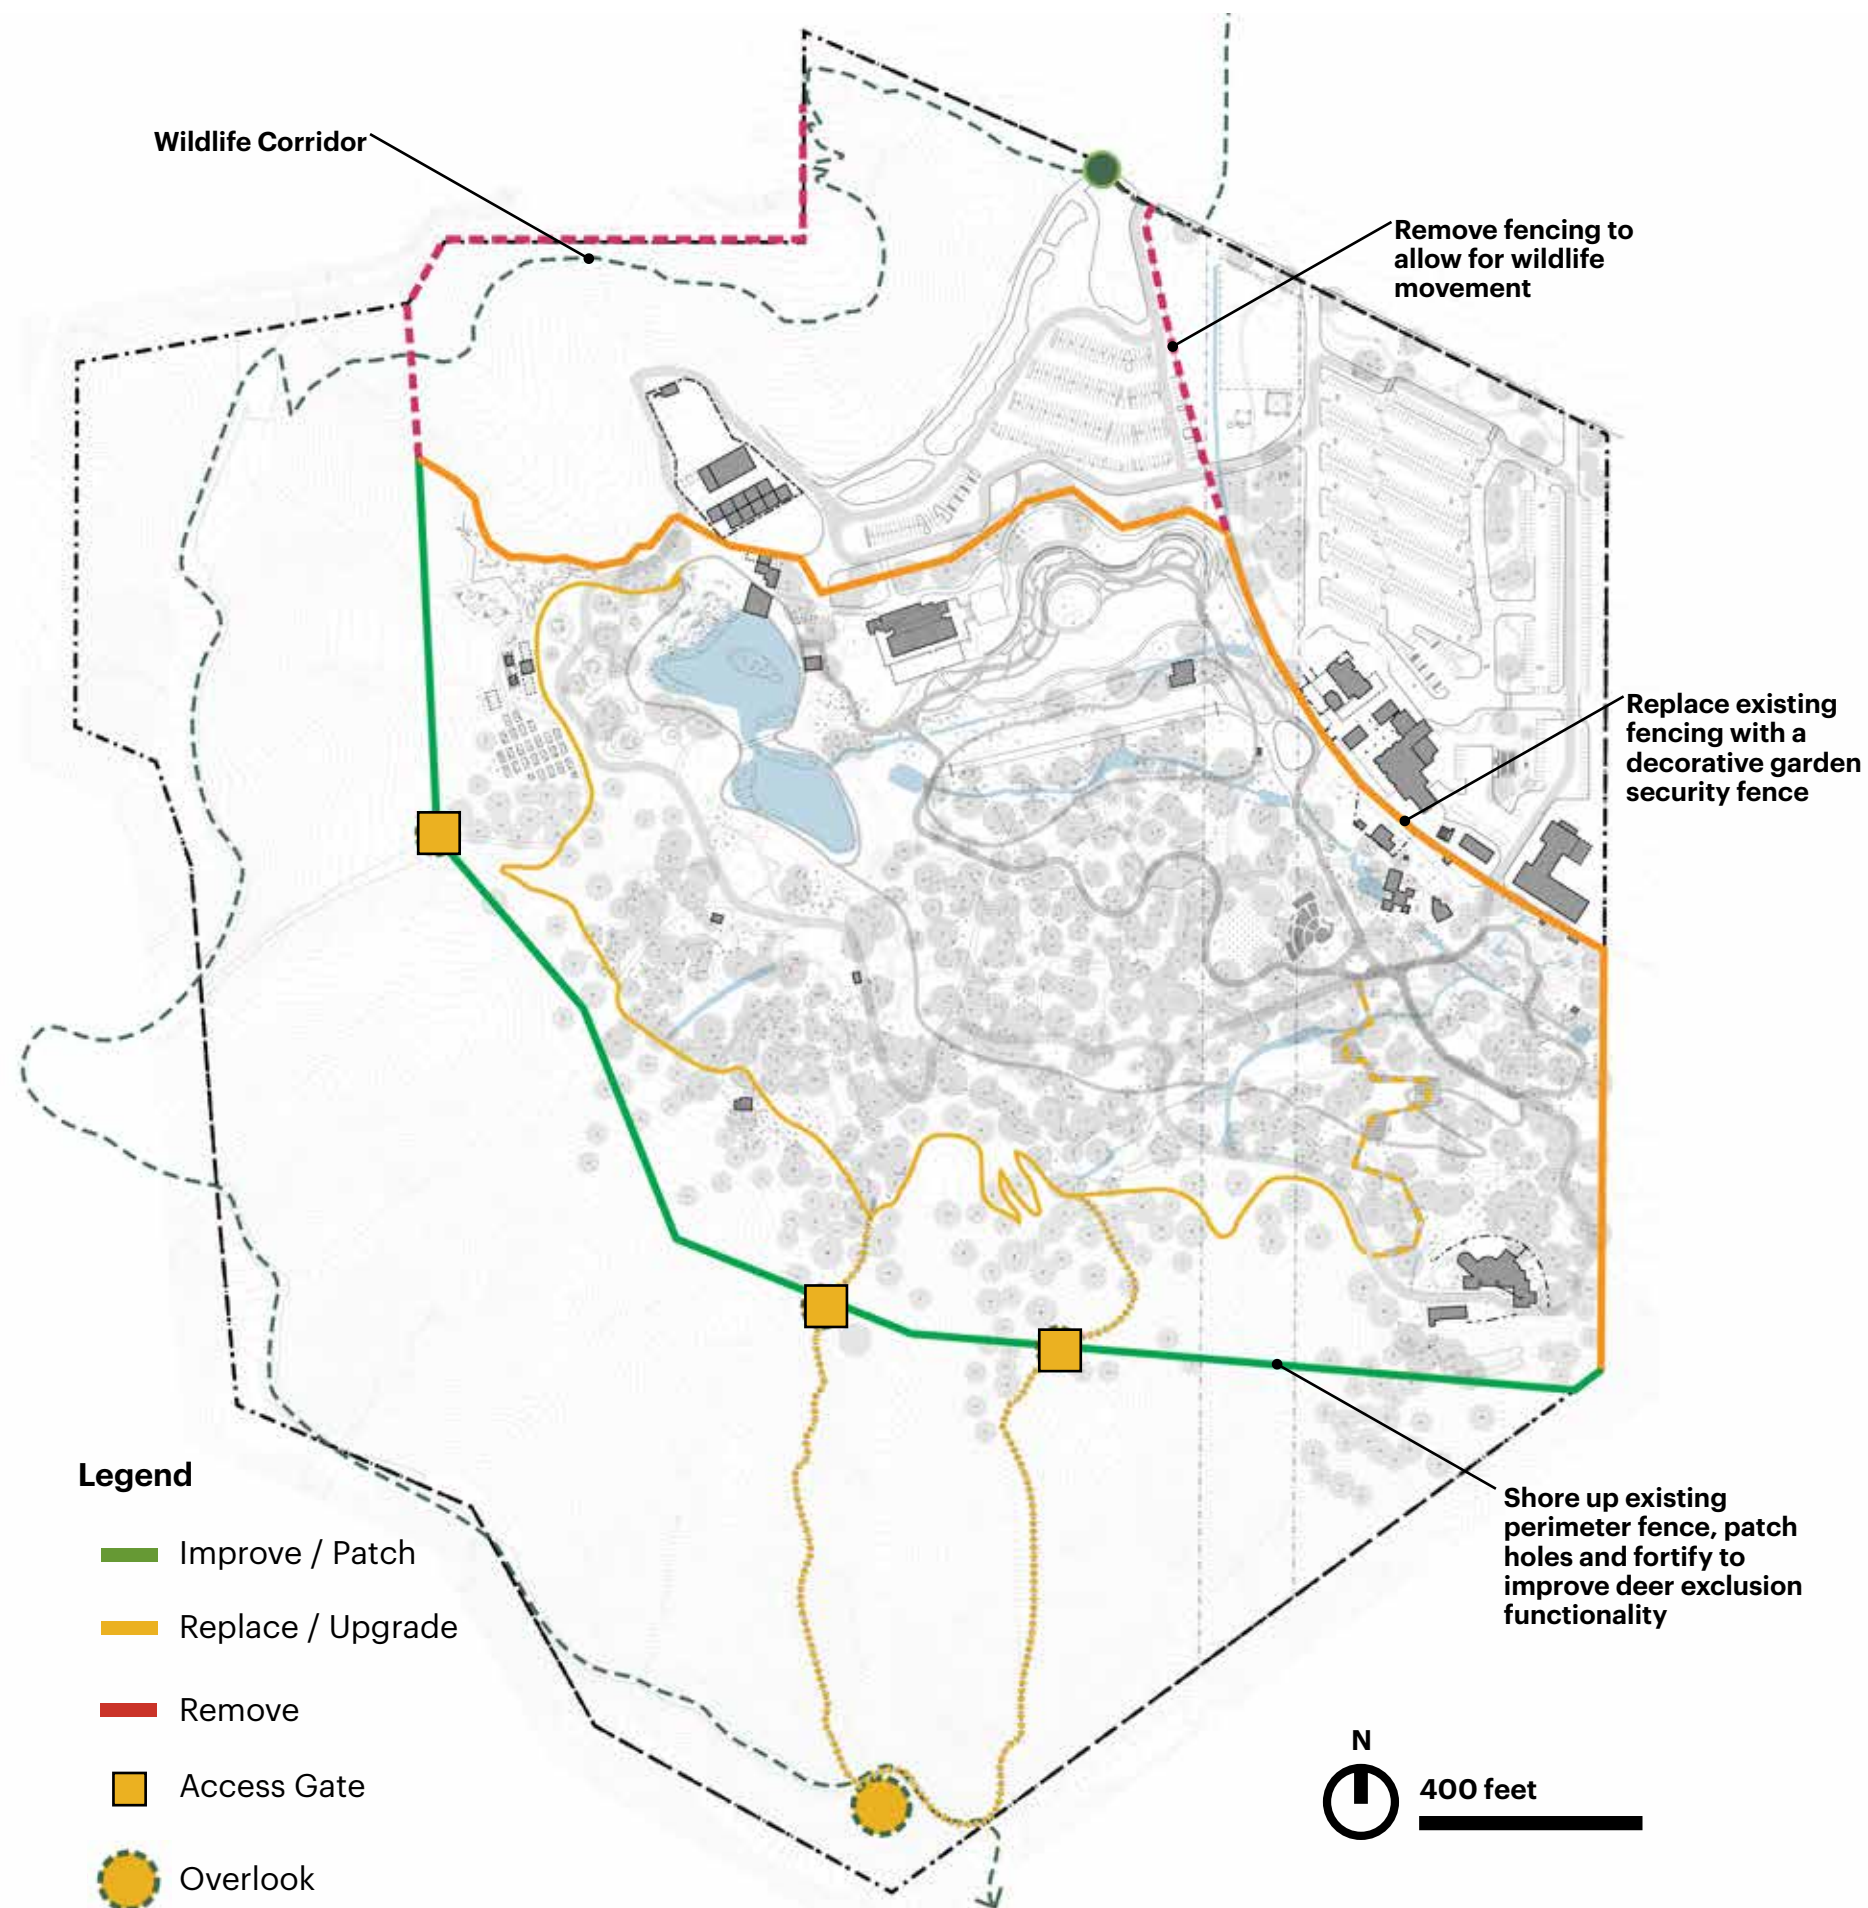 Wildlife Corridor
Remove fencing to
allow for wildlife
movement
Replace existing
fencing with a
decorative garden
security fence
Shore up existing
perimeter fence, patch
holes and fortify to
improve deer exclusion
functionality
Legend
Improve / Patch
Replace / Upgrade
Remove
Access Gate
Overlook
N
400 feet